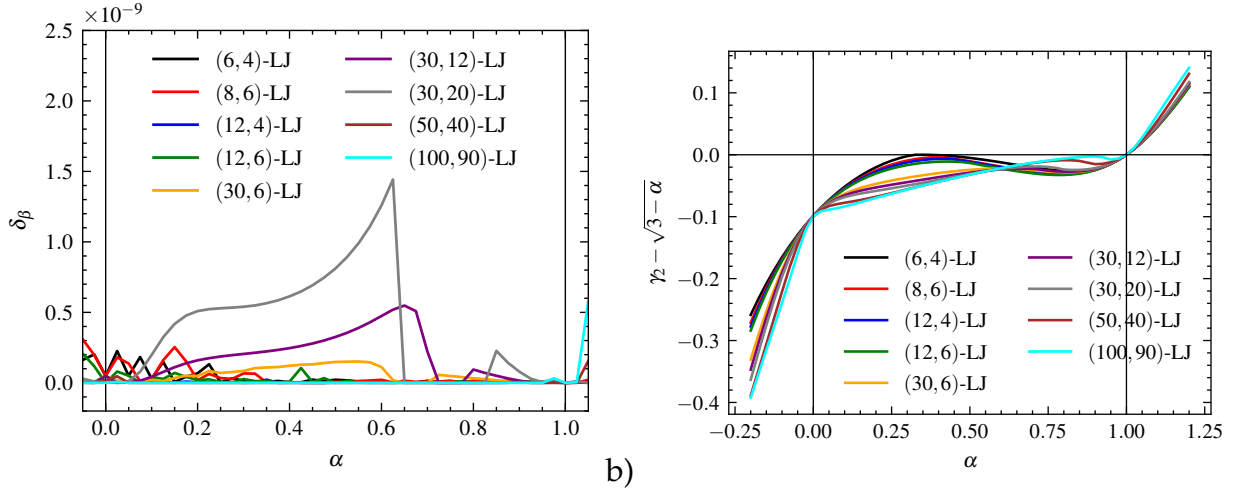 ×10−9
2.5
2.0
1.5
1.0
0.5
0.0
δβ
(6,4)-LJ
(8,6)-LJ
(12,4)-LJ
(12,6)-LJ
(30,6)-LJ
(30,12)-LJ
(30,20)-LJ
(50,40)-LJ
(100,90)-LJ
0.0 0.2 0.4 0.6 0.8 1.0
α
b)
0.1
0.0
−0.1
−0.2
−0.3
−0.4
γ2 − √3 − α
(6,4)-LJ
(8,6)-LJ
(12,4)-LJ
(12,6)-LJ
(30,6)-LJ
(30,12)-LJ
(30,20)-LJ
(50,40)-LJ
(100,90)-LJ
−0.25 0.00 0.25 0.50 0.75 1.00 1.25
α